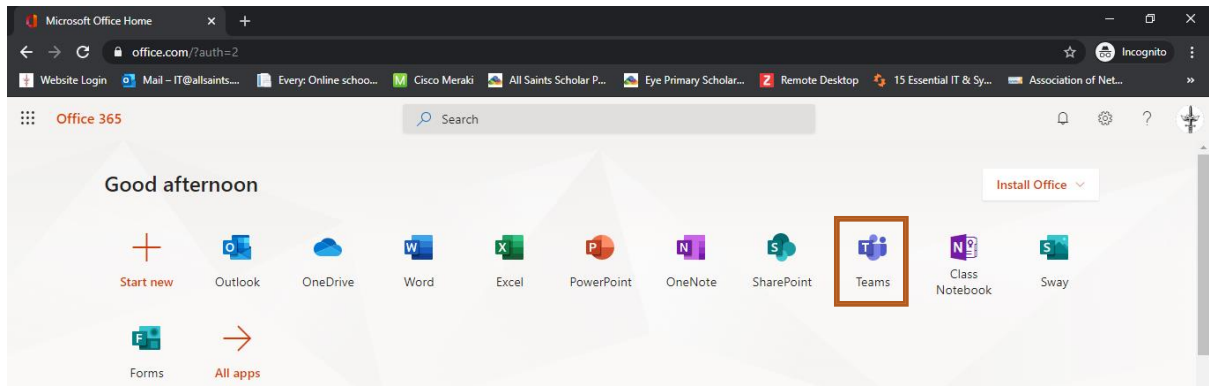 Microsoft Office Home
office.com/?auth=2
Incognito
Website Login Mail – IT@allsaints.... Every: Online schoo... Cisco Meraki All Saints Scholar P... Eye Primary Scholar... Remote Desktop 15 Essential IT & Sy... Association of Net... »
Office 365 Search ?
Good afternoon
Install Office
Start new Outlook OneDrive Word Excel PowerPoint OneNote SharePoint Teams Class Notebook Sway
Forms All apps